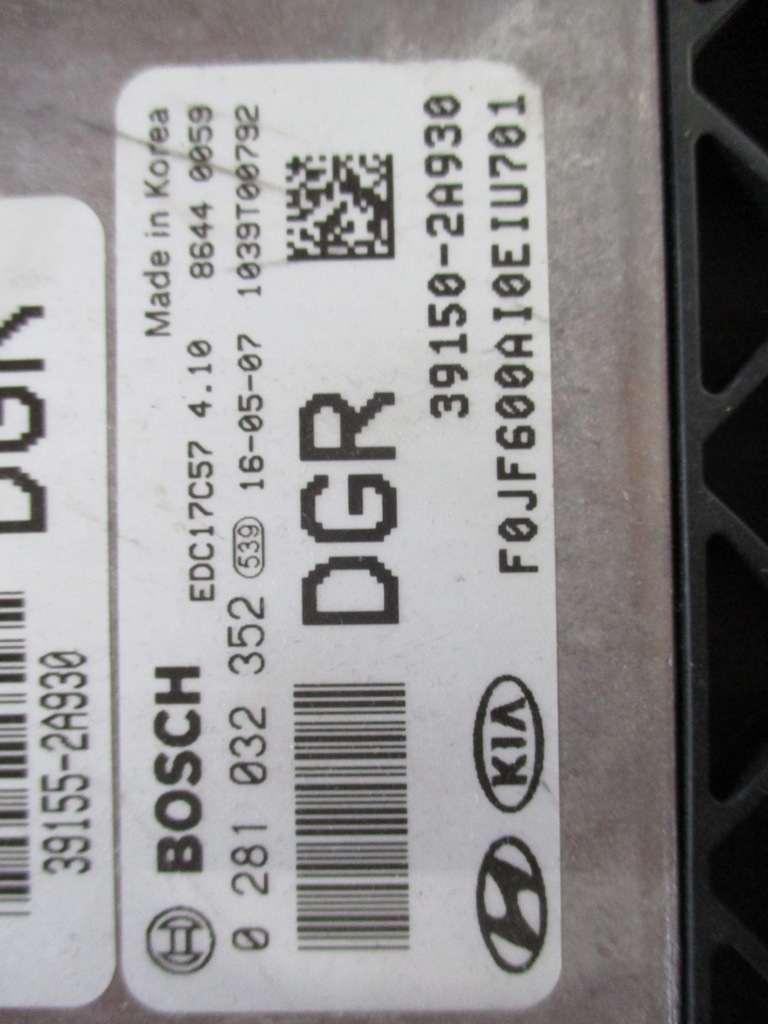 DGR
39155-2A930
BOSCH
Made in Korea
EDC17C57 4.10
8644 0059
0 281 032 352
539
16-05-07
1039T00792
DGR
39150-2A930
F0JF600AI0EIU701
KIA